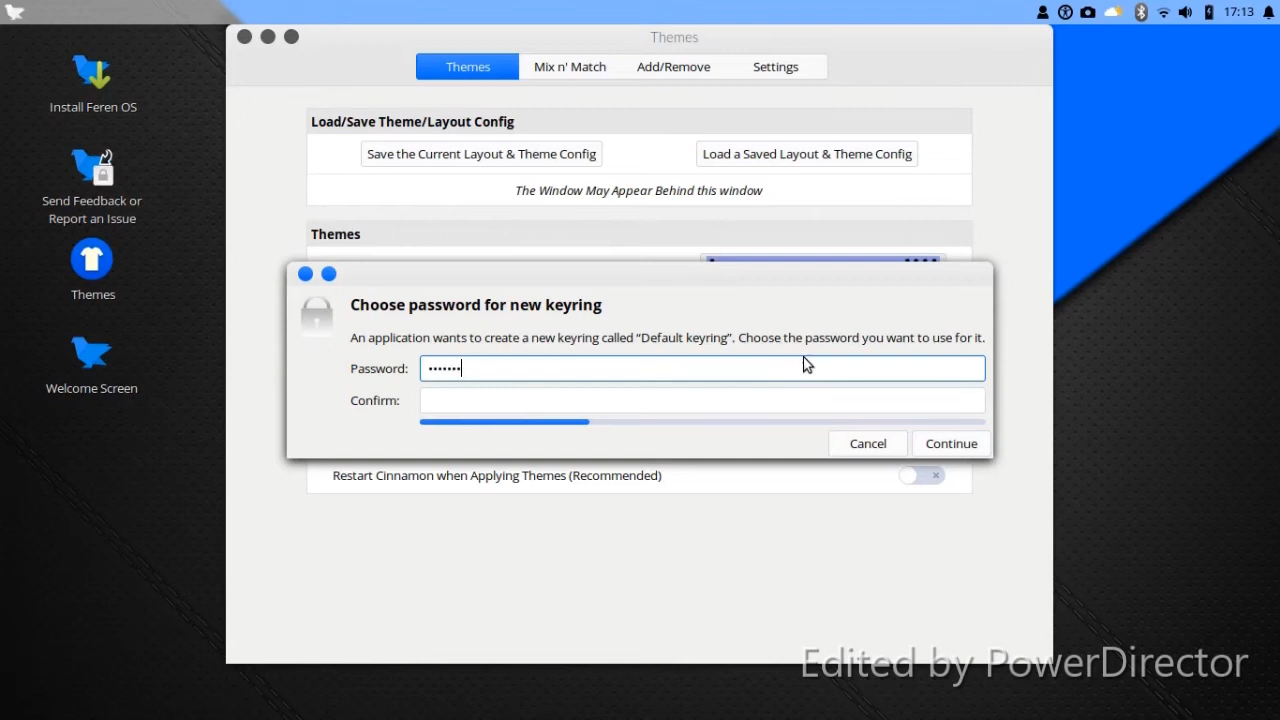 17:13
Themes
Themes
Mix n' Match
Add/Remove
Settings
Install Feren OS
Send Feedback or
Report an Issue
Themes
Welcome Screen
Load/Save Theme/Layout Config
Save the Current Layout & Theme Config
Load a Saved Layout & Theme Config
The Window May Appear Behind this window
Themes
Choose password for new keyring
An application wants to create a new keyring called “Default keyring”. Choose the password you want to use for it.
Password:
Confirm:
Cancel
Continue
Restart Cinnamon when Applying Themes (Recommended)
Edited by PowerDirector